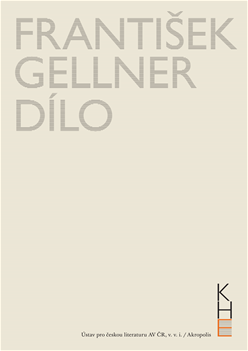 FRANTIŠEK
GELLNER
DÍLO
K
H
E
Ústav pro českou literaturu AV ČR, v. v. i. / Akropolis